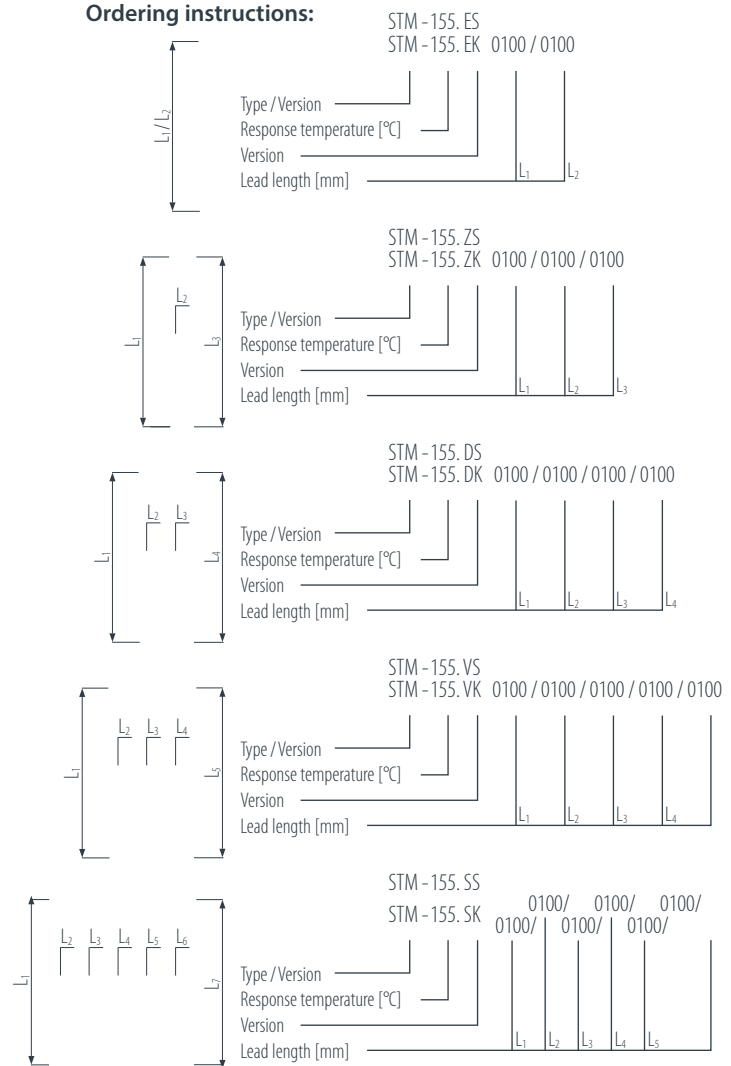 Ordering instructions:
STM - 155. ES
STM - 155. EK 0100 / 0100
L1 / L2
Type / Version
Response temperature [°C]
Version
Lead length [mm]
L1 L2
STM - 155. ZS
STM - 155. ZK 0100 / 0100 / 0100
L1 L2 L3
Type / Version
Response temperature [°C]
Version
Lead length [mm]
L1 L2 L3
STM - 155. DS
STM - 155. DK 0100 / 0100 / 0100 / 0100
L1 L2 L3 L4
Type / Version
Response temperature [°C]
Version
Lead length [mm]
L1 L2 L3 L4
STM - 155. VS
STM - 155. VK 0100 / 0100 / 0100 / 0100 / 0100
L1 L2 L3 L4 L5
Type / Version
Response temperature [°C]
Version
Lead length [mm]
L1 L2 L3 L4
STM - 155. SS
0100/ 0100/ 0100/
STM - 155. SK
0100/ 0100/ 0100/
L1 L2 L3 L4 L5 L6 L7
Type / Version
Response temperature [°C]
Version
Lead length [mm]
L1 L2 L3 L4 L5